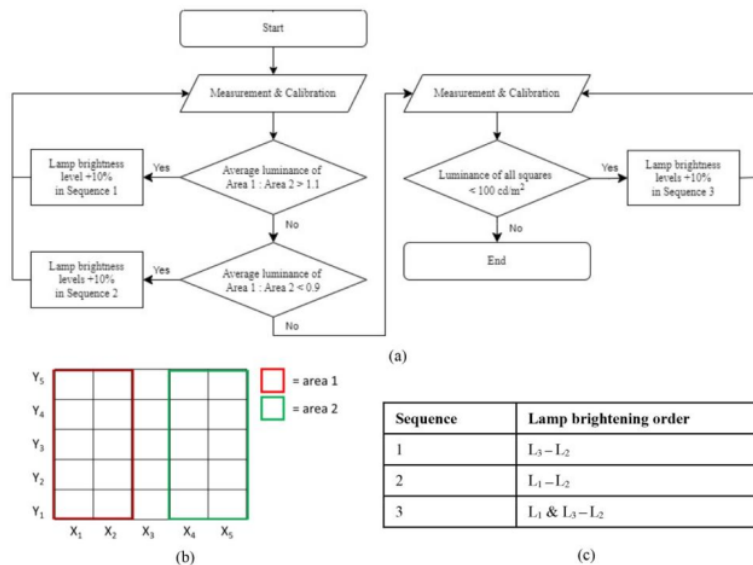 Start
Measurement & Calibration
Average luminance of
Area 1 : Area 2 > 1.1
Yes
Lamp brightness
level +10%
in Sequence 1
No
Average luminance of
Area 1 : Area 2 < 0.9
Yes
Lamp brightness
levels +10%
in Sequence 2
No
Measurement & Calibration
Luminance of all squares
< 100 cd/m²
Yes
Lamp brightness
levels +10%
in Sequence 3
No
End
(a)
Y₅
Y₄
Y₃
Y₂
Y₁
X₁ X₂ X₃ X₄ X₅
= area 1
= area 2
(b)
Sequence Lamp brightening order
1 L₃ – L₂
2 L₁ – L₂
3 L₁ & L₃ – L₂
(c)